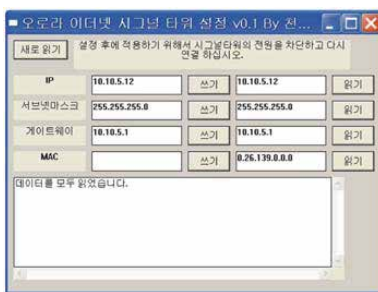 오로라 이더넷 시그널 타워 설정 v0.1 By 전...
새로 읽기
설정 후에 적용하기 위해서 시그널타워의 전원을 차단하고 다시
연결 하십시오.
IP 10.10.5.12 쓰기 10.10.5.12 읽기
서브넷마스크 255.255.255.0 쓰기 255.255.255.0 읽기
게이트웨이 10.10.5.1 쓰기 10.10.5.1 읽기
MAC 쓰기 0.26.139.0.0.0 읽기
데이터를 모두 읽었습니다.